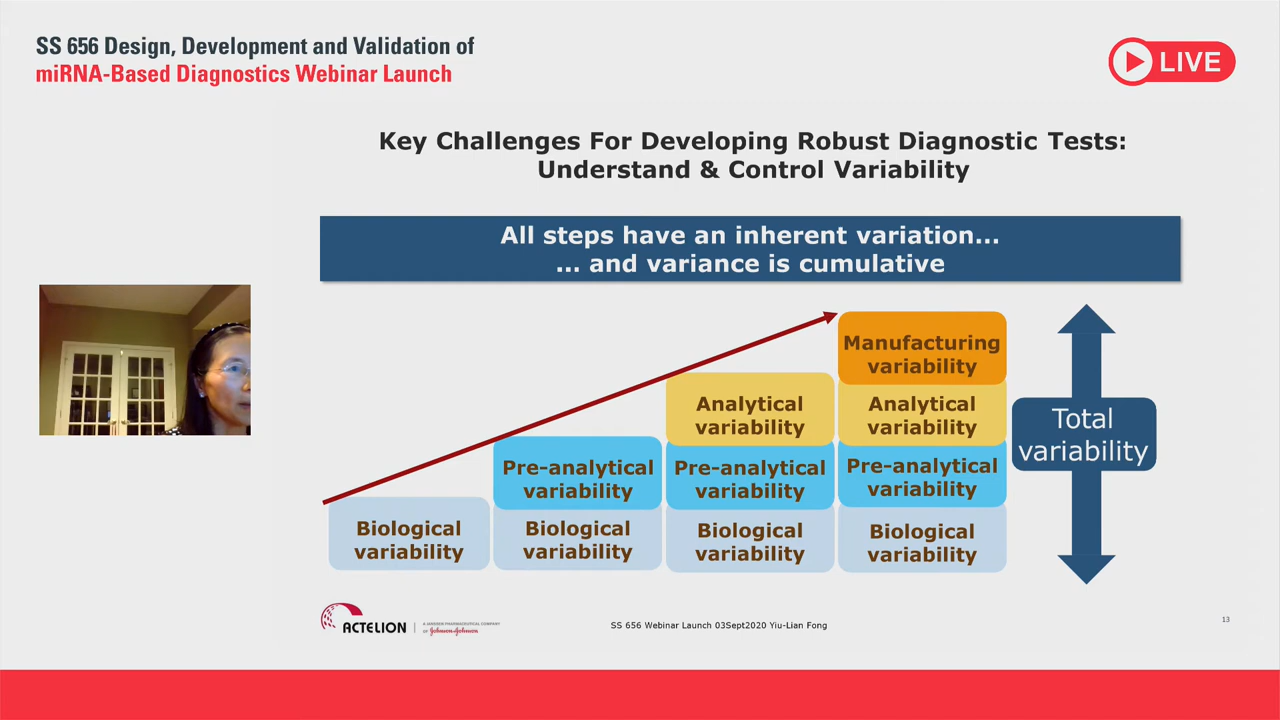 SS 656 Design, Development and Validation of
miRNA-Based Diagnostics Webinar Launch
LIVE
Key Challenges For Developing Robust Diagnostic Tests:
Understand & Control Variability
All steps have an inherent variation...
... and variance is cumulative
Manufacturing
variability
Analytical
variability
Analytical
variability
Total
variability
Pre-analytical
variability
Pre-analytical
variability
Pre-analytical
variability
Biological
variability
Biological
variability
Biological
variability
Biological
variability
ACTELION
A JANSSEN PHARMACEUTICAL COMPANY
OF Johnson & Johnson
SS 656 Webinar Launch 03Sept2020 Yiu-Lian Fong
13